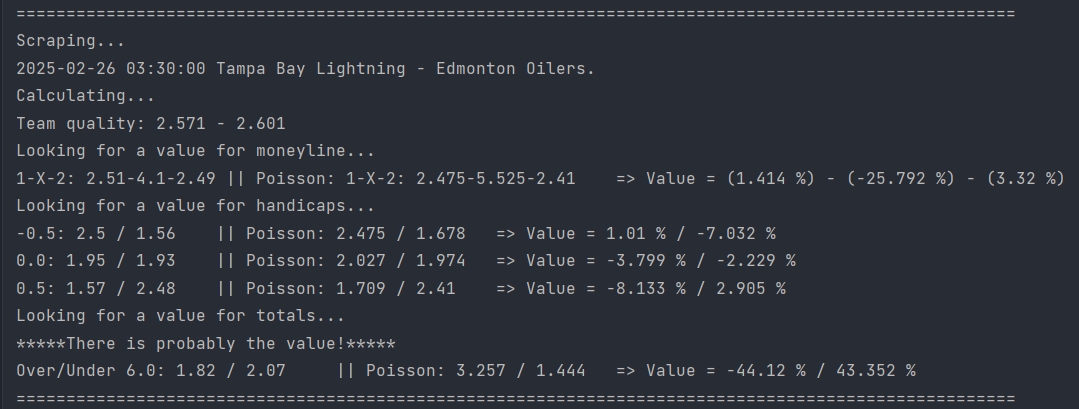 ====================================================================================================
Scraping...
2025-02-26 03:30:00 Tampa Bay Lightning - Edmonton Oilers.
Calculating...
Team quality: 2.571 - 2.601
Looking for a value for moneyline...
1-X-2: 2.51-4.1-2.49 || Poisson: 1-X-2: 2.475-5.525-2.41    => Value = (1.414 %) - (-25.792 %) - (3.32 %)
Looking for a value for handicaps...
-0.5: 2.5 / 1.56    || Poisson: 2.475 / 1.678   => Value = 1.01 % / -7.032 %
0.0: 1.95 / 1.93    || Poisson: 2.027 / 1.974   => Value = -3.799 % / -2.229 %
0.5: 1.57 / 2.48    || Poisson: 1.709 / 2.41    => Value = -8.133 % / 2.905 %
Looking for a value for totals...
*****There is probably the value!*****
Over/Under 6.0: 1.82 / 2.07     || Poisson: 3.257 / 1.444   => Value = -44.12 % / 43.352 %
====================================================================================================